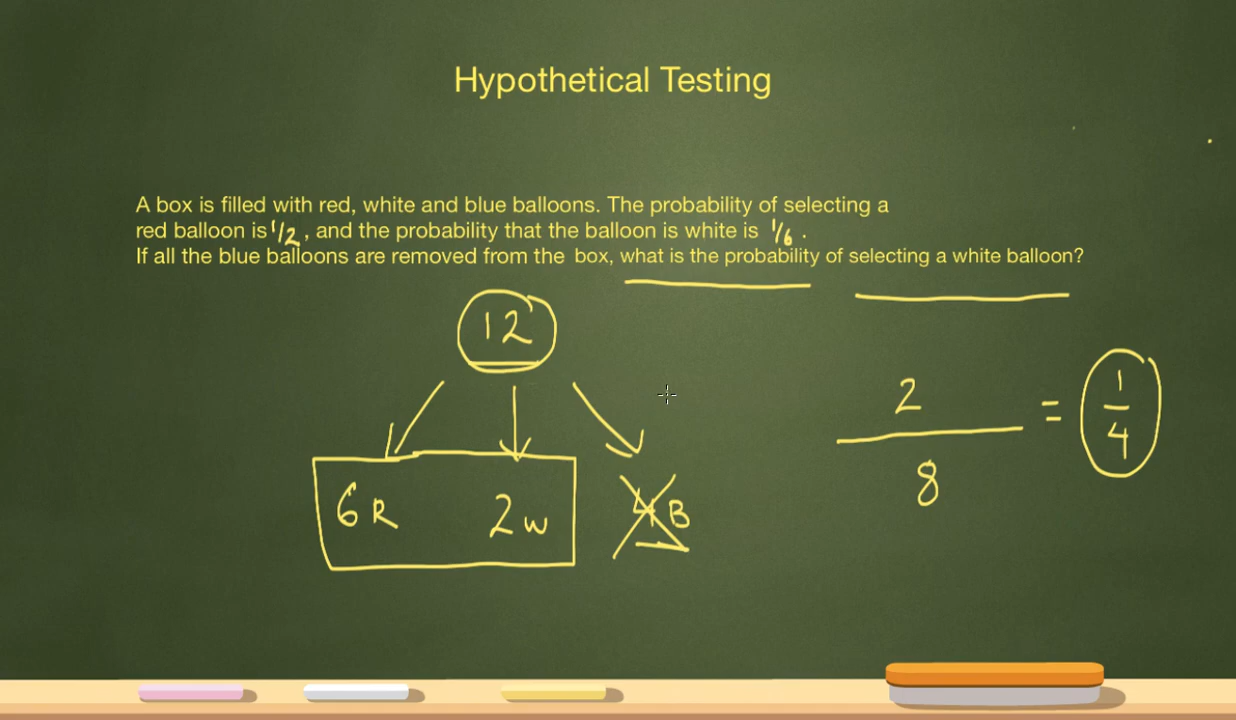 Hypothetical Testing
A box is filled with red, white and blue balloons. The probability of selecting a
red balloon is 1/2, and the probability that the balloon is white is 1/6.
If all the blue balloons are removed from the box, what is the probability of selecting a white balloon?
12
6R 2W 4B
2
8
=
1
4